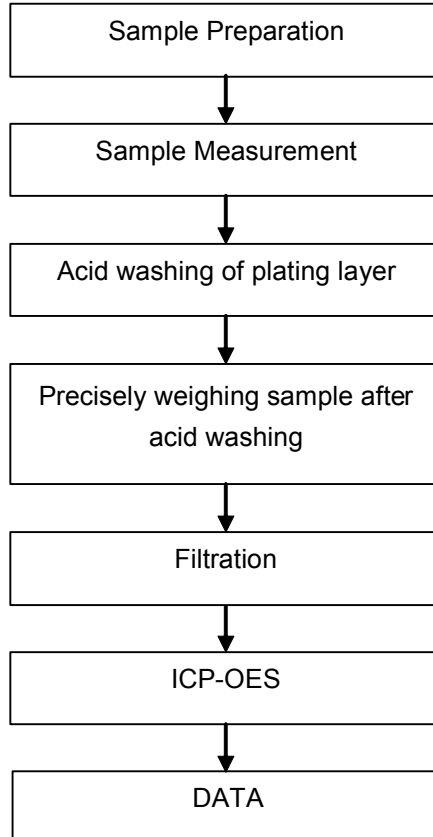 Sample Preparation
Sample Measurement
Acid washing of plating layer
Precisely weighing sample after
acid washing
Filtration
ICP-OES
DATA